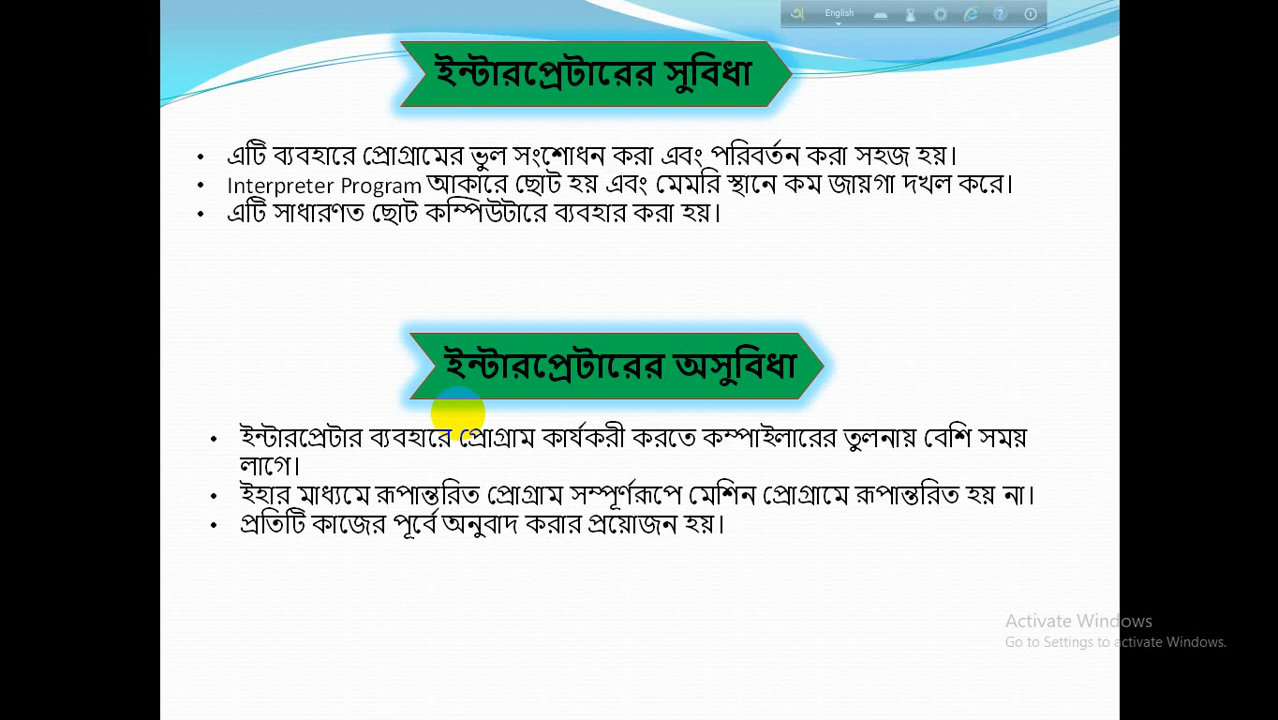 English
ইন্টারপ্রেটারের সুবিধা
• এটি ব্যবহারে প্রোগ্রামের ভুল সংশোধন করা এবং পরিবর্তন করা সহজ হয়।
• Interpreter Program আকারে ছোট হয় এবং মেমরি স্থানে কম জায়গা দখল করে।
• এটি সাধারণত ছোট কম্পিউটারে ব্যবহার করা হয়।
ইন্টারপ্রেটারের অসুবিধা
• ইন্টারপ্রেটার ব্যবহারে প্রোগ্রাম কার্যকরী করতে কম্পাইলারের তুলনায় বেশি সময়
লাগে।
• ইহার মাধ্যমে রূপান্তরিত প্রোগ্রাম সম্পূর্ণরূপে মেশিন প্রোগ্রামে রূপান্তরিত হয় না।
• প্রতিটি কাজের পূর্বে অনুবাদ করার প্রয়োজন হয়।
Activate Windows
Go to Settings to activate Windows.